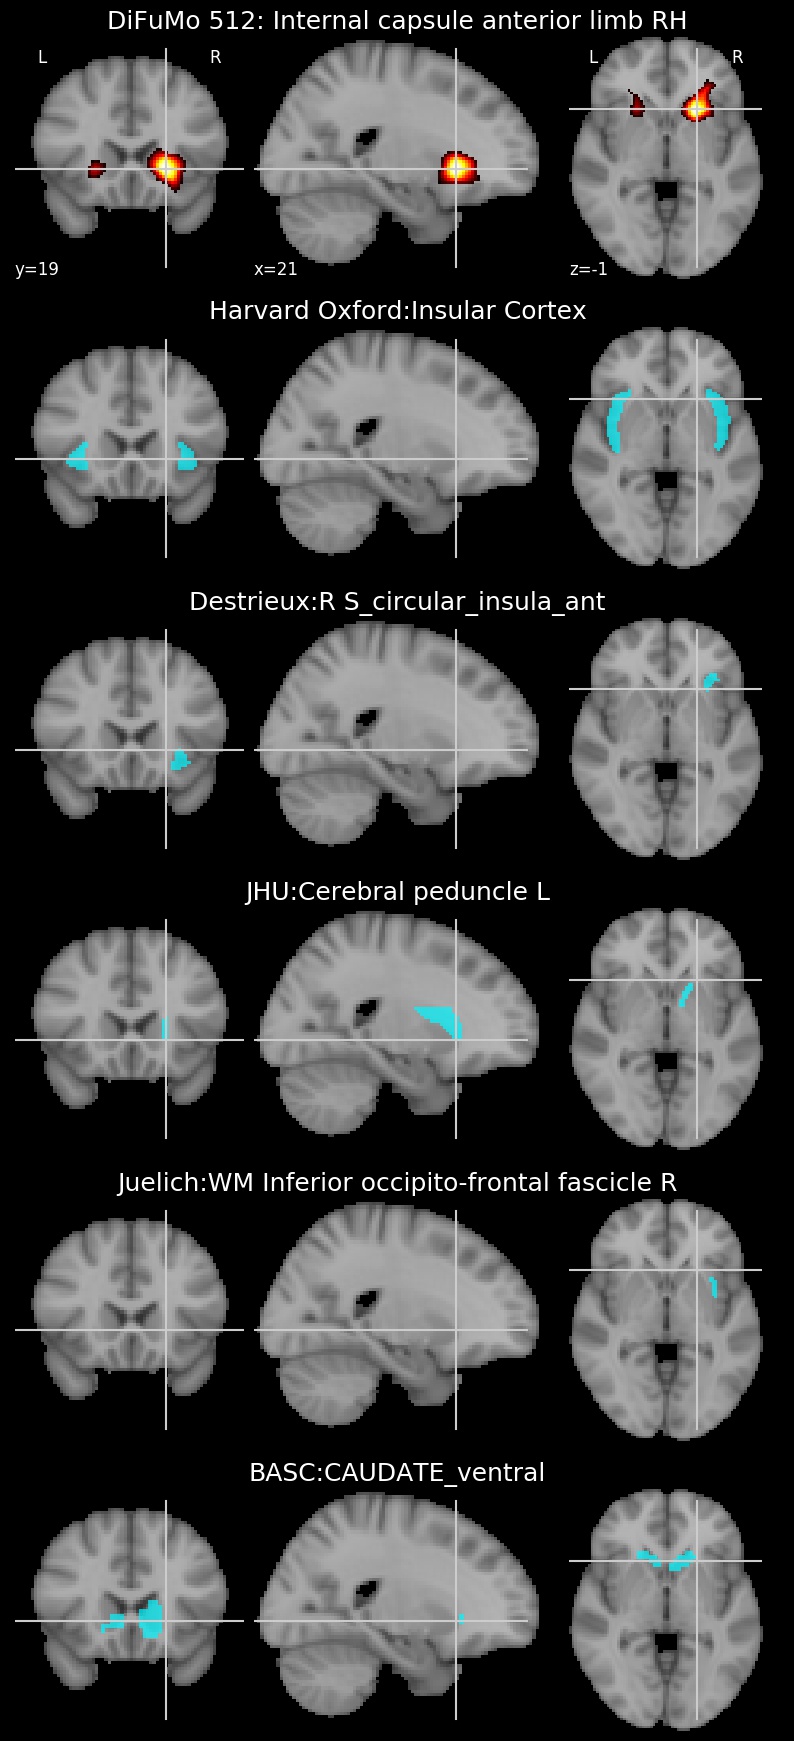 DiFuMo 512: Internal capsule anterior limb RH
L R L R
y=19 x=21 z=-1
Harvard Oxford:Insular Cortex
Destrieux:R S_circular_insula_ant
JHU:Cerebral peduncle L
Juelich:WM Inferior occipito-frontal fascicle R
BASC:CAUDATE_ventral